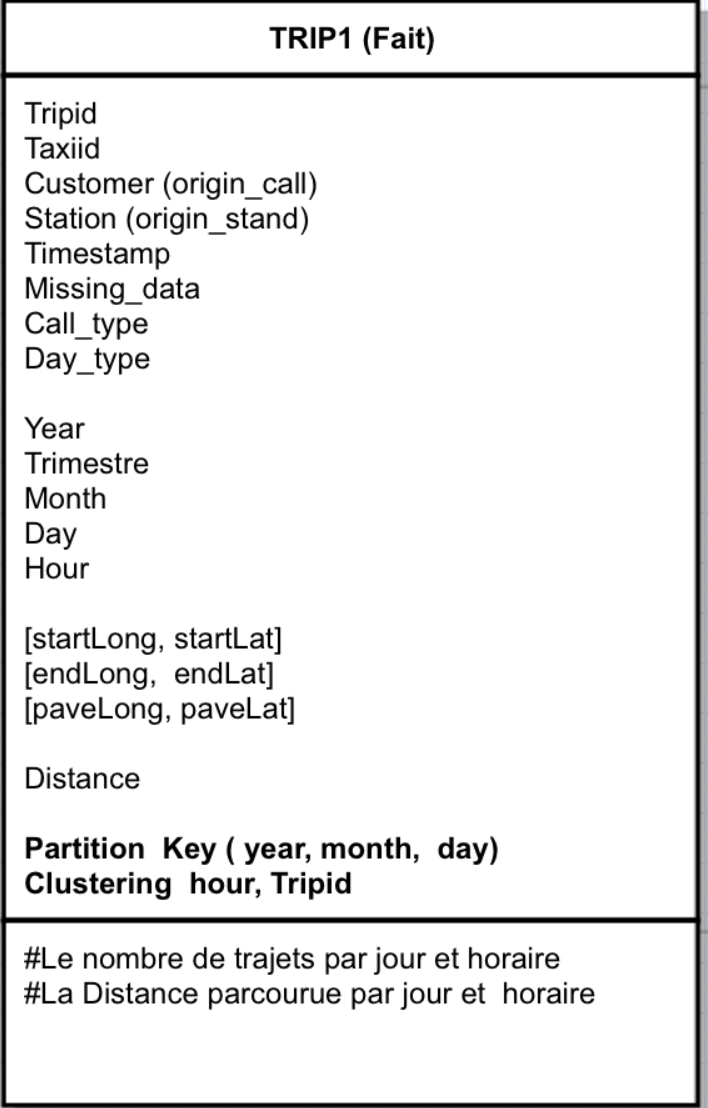 TRIP1 (Fait)
Tripid
Taxiid
Customer (origin_call)
Station (origin_stand)
Timestamp
Missing_data
Call_type
Day_type
Year
Trimestre
Month
Day
Hour
[startLong, startLat]
[endLong, endLat]
[paveLong, paveLat]
Distance
Partition Key ( year, month, day)
Clustering hour, Tripid
#Le nombre de trajets par jour et horaire
#La Distance parcourue par jour et horaire